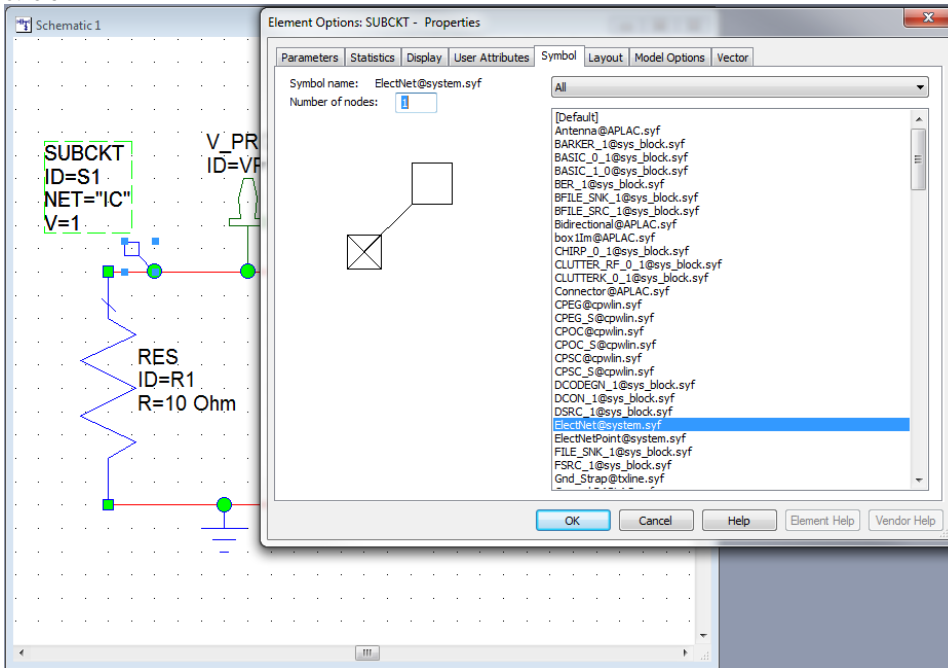 Schematic 1
SUBCKT
ID=S1
NET="IC"
V=1
V_PR
ID=VP
RES
ID=R1
R=10 Ohm
Element Options: SUBCKT - Properties
Parameters Statistics Display User Attributes Symbol Layout Model Options Vector
Symbol name: ElectNet@system.syf
Number of nodes: 1
All
[Default]
Antenna@APLAC.syf
BARKER_1@sys_block.syf
BASIC_0_1@sys_block.syf
BASIC_1_0@sys_block.syf
BER_1@sys_block.syf
BFILE_SNK_1@sys_block.syf
BFILE_SRC_1@sys_block.syf
Bidirectional@APLAC.syf
box1Im@APLAC.syf
CHIRP_0_1@sys_block.syf
CLUTTER_RF_0_1@sys_block.syf
CLUTTERK_0_1@sys_block.syf
Connector@APLAC.syf
CPEG@cpwlin.syf
CPEG_S@cpwlin.syf
CPOC@cpwlin.syf
CPOC_S@cpwlin.syf
CPSC@cpwlin.syf
CPSC_S@cpwlin.syf
DCODEGN_1@sys_block.syf
DCON_1@sys_block.syf
DSRC_1@sys_block.syf
ElectNet@system.syf
ElectNetPoint@system.syf
FILE_SNK_1@sys_block.syf
FSRC_1@sys_block.syf
Gnd_Strap@txline.syf
OK Cancel Help Element Help Vendor Help